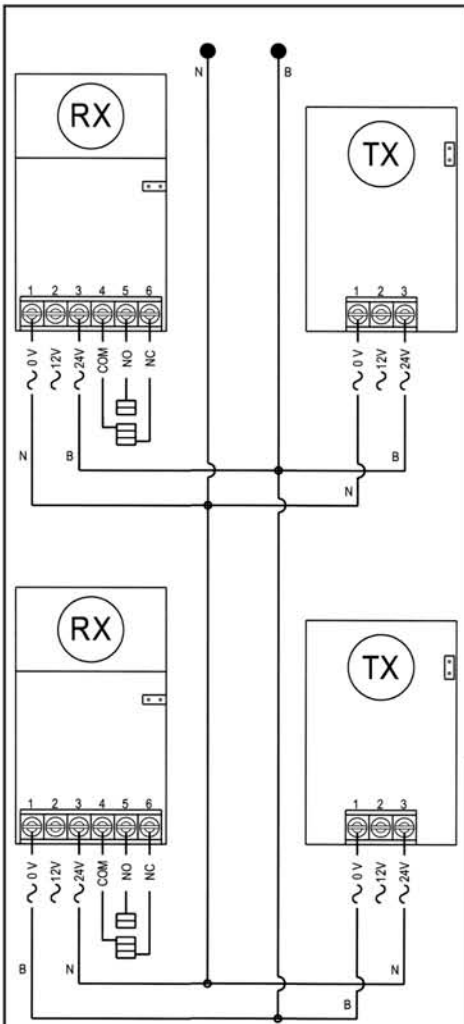 N B
RX
TX
1 2 3 4 5 6
1 2 3
0 V 12V 24V COM NO NC
0 V 12V 24V
N B B
N
RX
TX
1 2 3 4 5 6
1 2 3
0 V 12V 24V COM NO NC
0 V 12V 24V
B N N
B